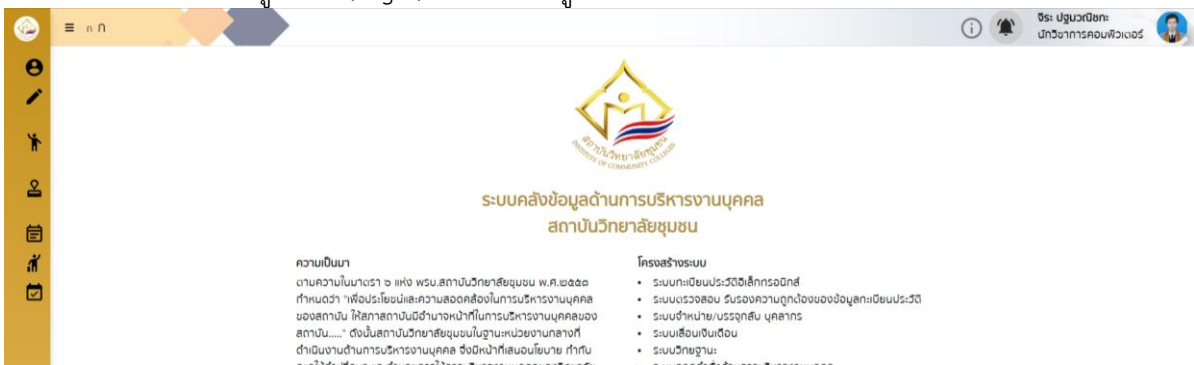 ก ก
จิระ ปฐมวณิชกะ
นักวิชาการคอมพิวเตอร์
สถาบันวิทยาลัยชุมชน
INSTITUTE OF COMMUNITY COLLEGES
ระบบคลังข้อมูลด้านการบริหารงานบุคคล
สถาบันวิทยาลัยชุมชน
ความเป็นมา
ตามความในมาตรา ๖ แห่ง พรบ.สถาบันวิทยาลัยชุมชน พ.ศ.๒๕๕๘
กำหนดว่า "เพื่อประโยชน์และความสอดคล้องในการบริหารงานบุคคล
ของสถาบัน ให้สภาสถาบันมีอำนาจหน้าที่ในการบริหารงานบุคคลของ
สถาบัน....." ดังนั้นสถาบันวิทยาลัยชุมชนในฐานะหน่วยงานกลางที่
ดำเนินงานด้านการบริหารงานบุคคล จึงมีหน้าที่เสนอนโยบาย กำกับ
โครงสร้างระบบ
• ระบบทะเบียนประวัติอิเล็กทรอนิกส์
• ระบบตรวจสอบ รับรองความถูกต้องของข้อมูลทะเบียนประวัติ
• ระบบจำหน่าย/บรรจุกลับ บุคลากร
• ระบบเลื่อนเงินเดือน
• ระบบวิทยฐานะ